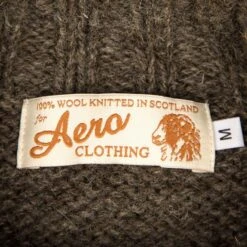 100% WOOL KNITTED IN SCOTLAND
for
Aero
CLOTHING
M